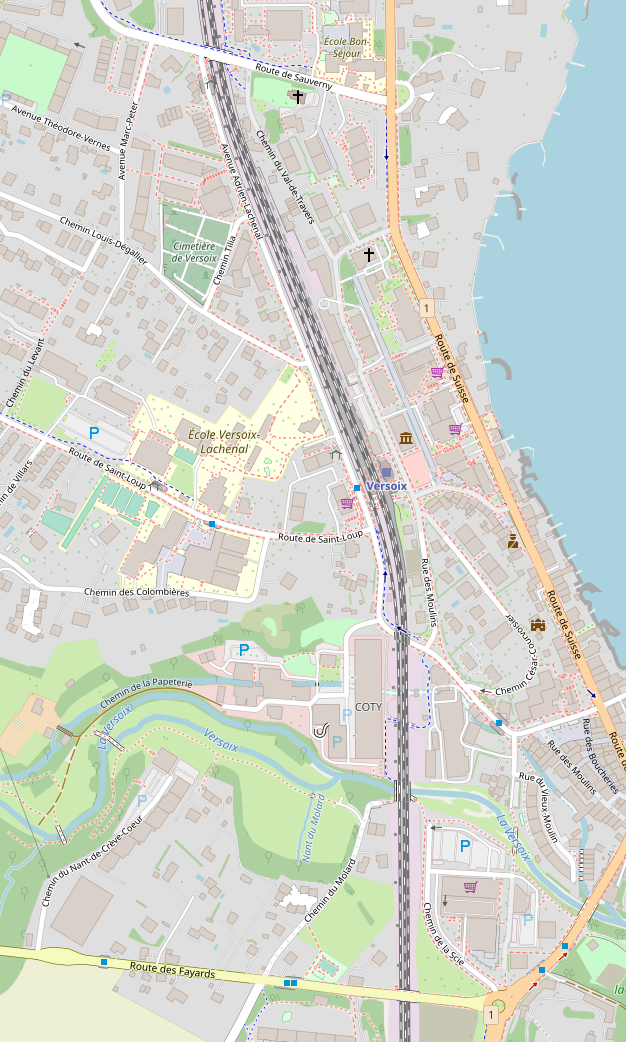 École Bon-
Séjour
Route de Sauverny
P
Avenue Théodore-Vernes
Avenue Marc-Peter
Chemin du Val-de-Travers
Avenue Adrien-Lachenal
Chemin Louis-Dégallier
Cimetière
de Versoix
Chemin Tilla
1
Route de Suisse
Chemin du Levant
P
École Versoix-
Lachenal
Route de Saint-Loup
min de Villars
Versoix
Route de Saint-Loup
Rue des Moulins
Chemin des Colombières
Route de Suisse
Chemin César-Courvoisier
P
Chemin de la Papeterie
COTY
P
P
La Versoix
Versoix
Rue des Boucheries
Route de
Rue des Moulins
Rue du Vieux-Moulin
P
Nant du Molard
La Versoix
P
Chemin du Nant-de-Crève-Coeur
Chemin du Molard
P
Chemin de la Scie
Route des Fayards
la
1